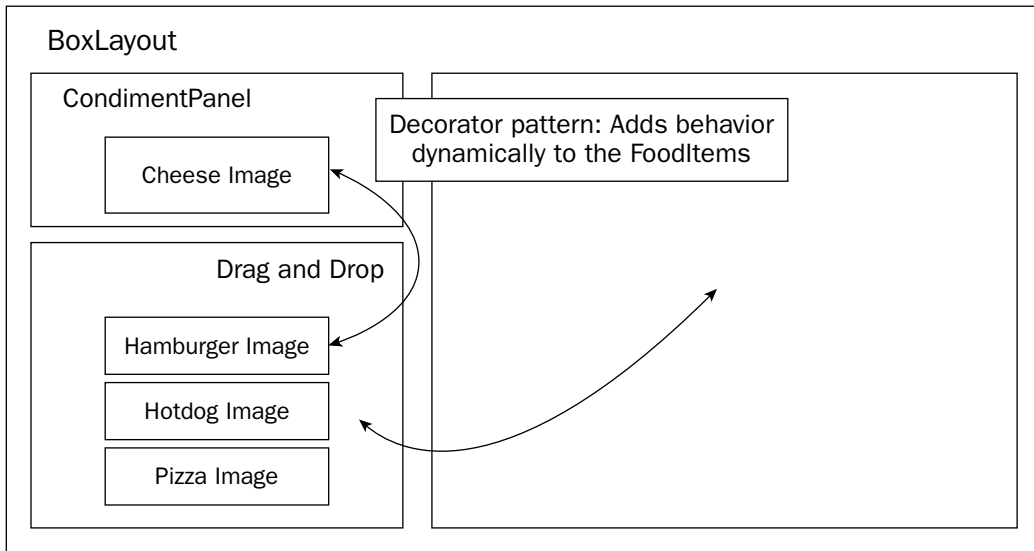 BoxLayout
CondimentPanel
Cheese Image
Decorator pattern: Adds behavior
dynamically to the FoodItems
Drag and Drop
Hamburger Image
Hotdog Image
Pizza Image